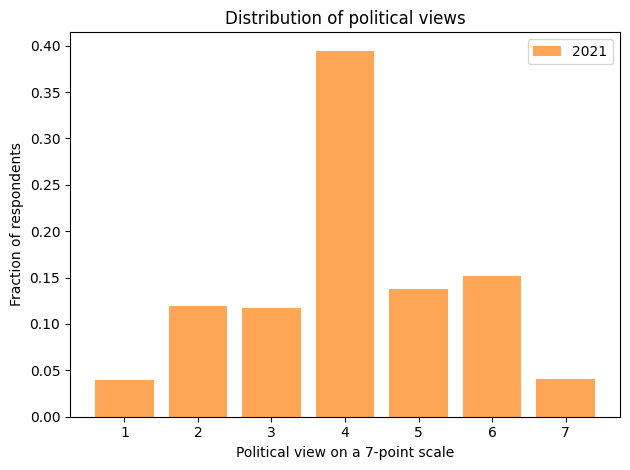 Distribution of political views
2021
0.40
0.35
0.30
0.25
0.20
0.15
0.10
0.05
0.00
Fraction of respondents
1 2 3 4 5 6 7
Political view on a 7-point scale